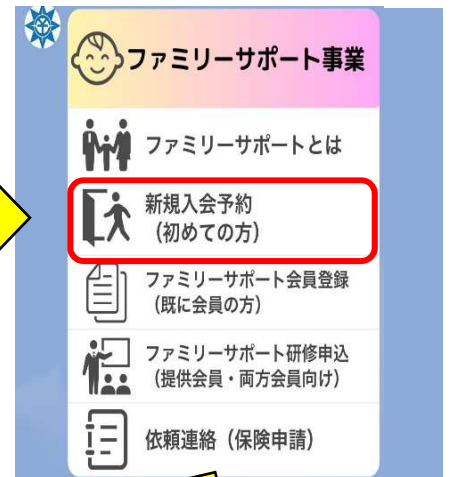 ファミリーサポート事業
ファミリーサポートとは
新規入会予約
（初めての方）
ファミリーサポート会員登録
（既に会員の方）
ファミリーサポート研修申込
（提供会員・両方会員向け）
依頼連絡（保険申請）